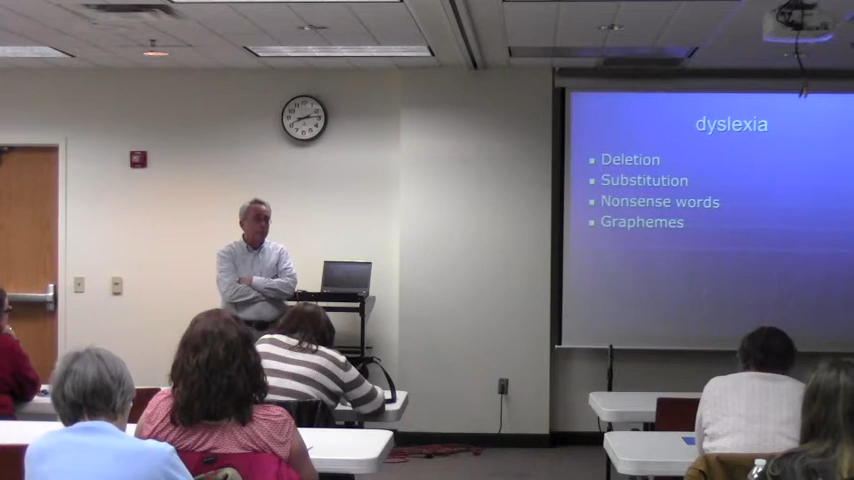 dyslexia
Deletion
Substitution
Nonsense words
Graphemes